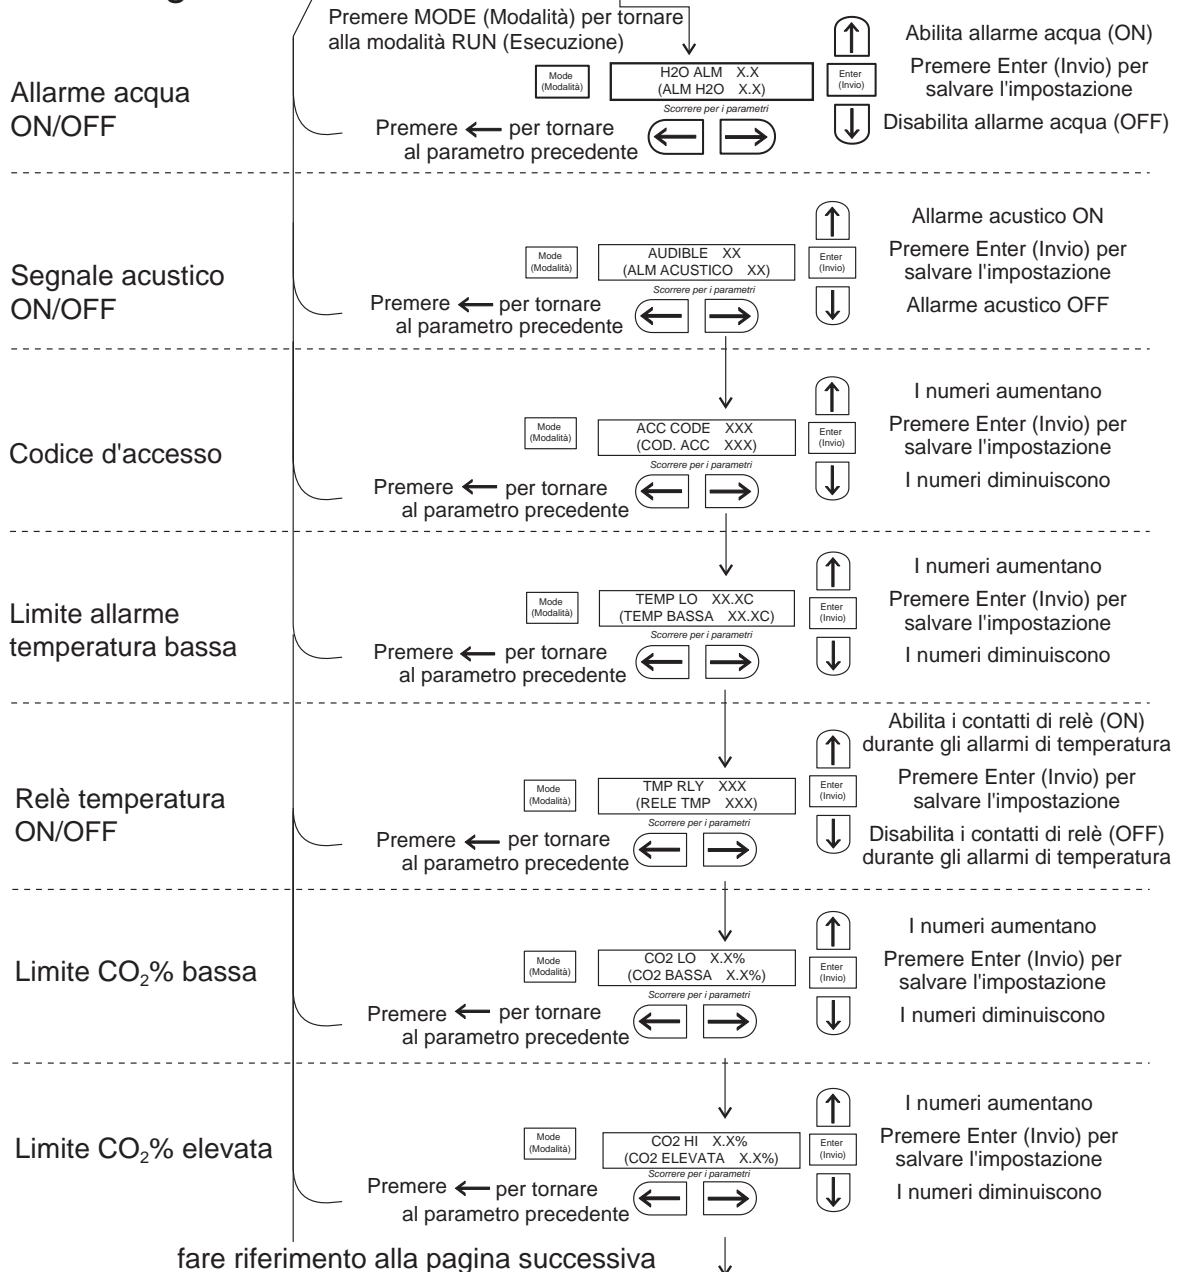 Premere MODE (Modalità) per tornare
alla modalità RUN (Esecuzione)
Allarme acqua
ON/OFF
Mode
(Modalità)
H2O ALM X.X
(ALM H2O X.X)
Scorrere per i parametri
Enter
(Invio)
Abilita allarme acqua (ON)
Premere Enter (Invio) per
salvare l'impostazione
Disabilita allarme acqua (OFF)
Premere ← per tornare
al parametro precedente
Segnale acustico
ON/OFF
Mode
(Modalità)
AUDIBLE XX
(ALM ACUSTICO XX)
Scorrere per i parametri
Enter
(Invio)
Allarme acustico ON
Premere Enter (Invio) per
salvare l'impostazione
Allarme acustico OFF
Premere ← per tornare
al parametro precedente
Codice d'accesso
Mode
(Modalità)
ACC CODE XXX
(COD. ACC XXX)
Scorrere per i parametri
Enter
(Invio)
I numeri aumentano
Premere Enter (Invio) per
salvare l'impostazione
I numeri diminuiscono
Premere ← per tornare
al parametro precedente
Limite allarme
temperatura bassa
Mode
(Modalità)
TEMP LO XX.XC
(TEMP BASSA XX.XC)
Scorrere per i parametri
Enter
(Invio)
I numeri aumentano
Premere Enter (Invio) per
salvare l'impostazione
I numeri diminuiscono
Premere ← per tornare
al parametro precedente
Relè temperatura
ON/OFF
Mode
(Modalità)
TMP RLY XXX
(RELE TMP XXX)
Scorrere per i parametri
Enter
(Invio)
Abilita i contatti di relè (ON)
durante gli allarmi di temperatura
Premere Enter (Invio) per
salvare l'impostazione
Disabilita i contatti di relè (OFF)
durante gli allarmi di temperatura
Premere ← per tornare
al parametro precedente
Limite CO₂% bassa
Mode
(Modalità)
CO2 LO X.X%
(CO2 BASSA X.X%)
Scorrere per i parametri
Enter
(Invio)
I numeri aumentano
Premere Enter (Invio) per
salvare l'impostazione
I numeri diminuiscono
Premere ← per tornare
al parametro precedente
Limite CO₂% elevata
Mode
(Modalità)
CO2 HI X.X%
(CO2 ELEVATA X.X%)
Scorrere per i parametri
Enter
(Invio)
I numeri aumentano
Premere Enter (Invio) per
salvare l'impostazione
I numeri diminuiscono
Premere ← per tornare
al parametro precedente
fare riferimento alla pagina successiva